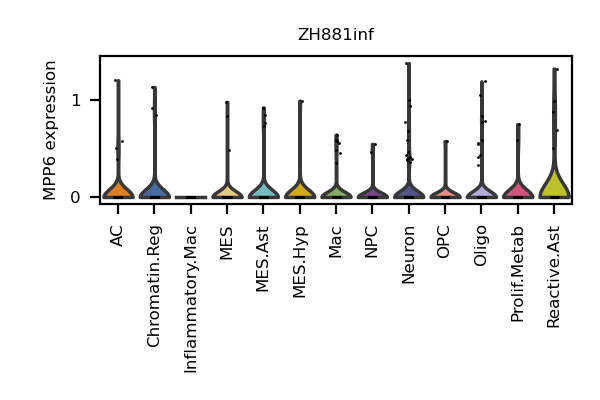 ZH881inf
MPP6 expression
1
0
AC
Chromatin.Reg
Inflammatory.Mac
MES
MES.Ast
MES.Hyp
Mac
NPC
Neuron
OPC
Oligo
Prolif.Metab
Reactive.Ast